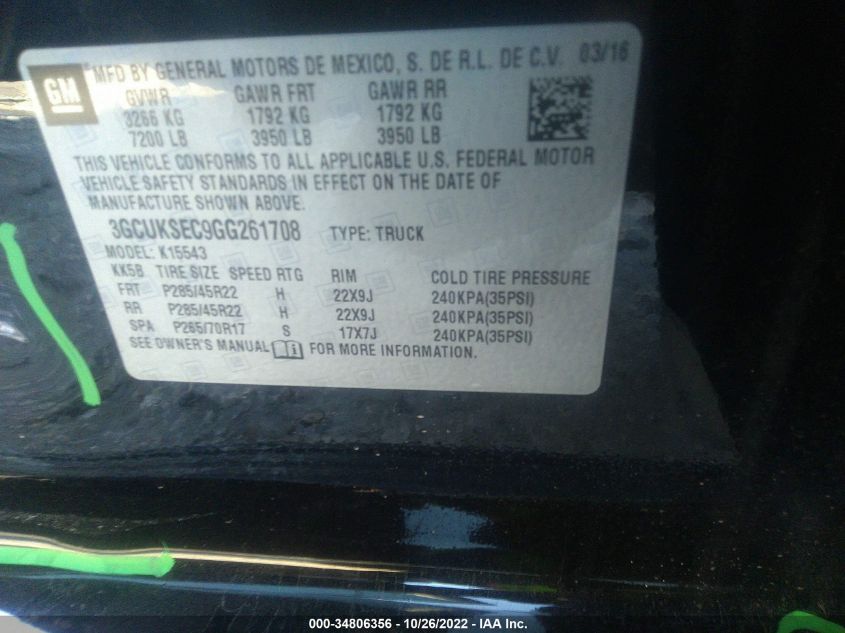 GM
® MFD BY GENERAL MOTORS DE MEXICO, S. DE R.L. DE C.V. 03/16
GVWR GAWR FRT GAWR RR
3266 KG 1792 KG 1792 KG
7200 LB 3950 LB 3950 LB
THIS VEHICLE CONFORMS TO ALL APPLICABLE U.S. FEDERAL MOTOR
VEHICLE SAFETY STANDARDS IN EFFECT ON THE DATE OF
MANUFACTURE SHOWN ABOVE.
3GCUKSEC9GG261708 TYPE: TRUCK
MODEL: K15543
KK5B TIRE SIZE SPEED RTG RIM COLD TIRE PRESSURE
FRT P285/45R22 H 22X9J 240KPA(35PSI)
RR P285/45R22 H 22X9J 240KPA(35PSI)
SPA P265/70R17 S 17X7J 240KPA(35PSI)
SEE OWNER'S MANUAL FOR MORE INFORMATION.
000-34806356 - 10/26/2022 - IAA Inc.